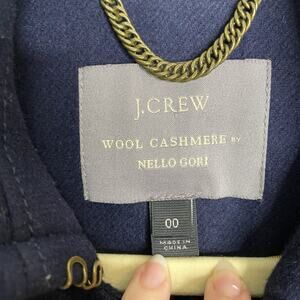 J.CREW
WOOL CASHMERE BY
NELLO GORI
00
MADE IN
CHINA